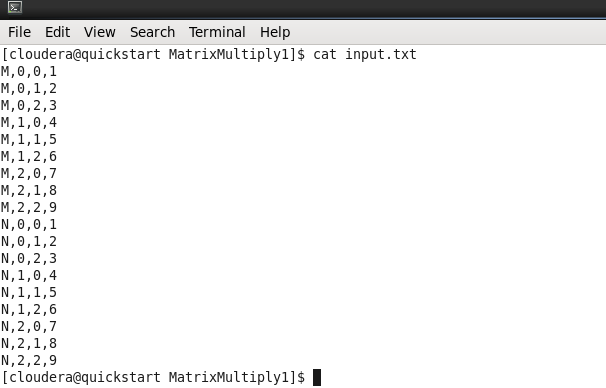 File Edit View Search Terminal Help
[cloudera@quickstart MatrixMultiply1]$ cat input.txt
M,0,0,1
M,0,1,2
M,0,2,3
M,1,0,4
M,1,1,5
M,1,2,6
M,2,0,7
M,2,1,8
M,2,2,9
N,0,0,1
N,0,1,2
N,0,2,3
N,1,0,4
N,1,1,5
N,1,2,6
N,2,0,7
N,2,1,8
N,2,2,9
[cloudera@quickstart MatrixMultiply1]$